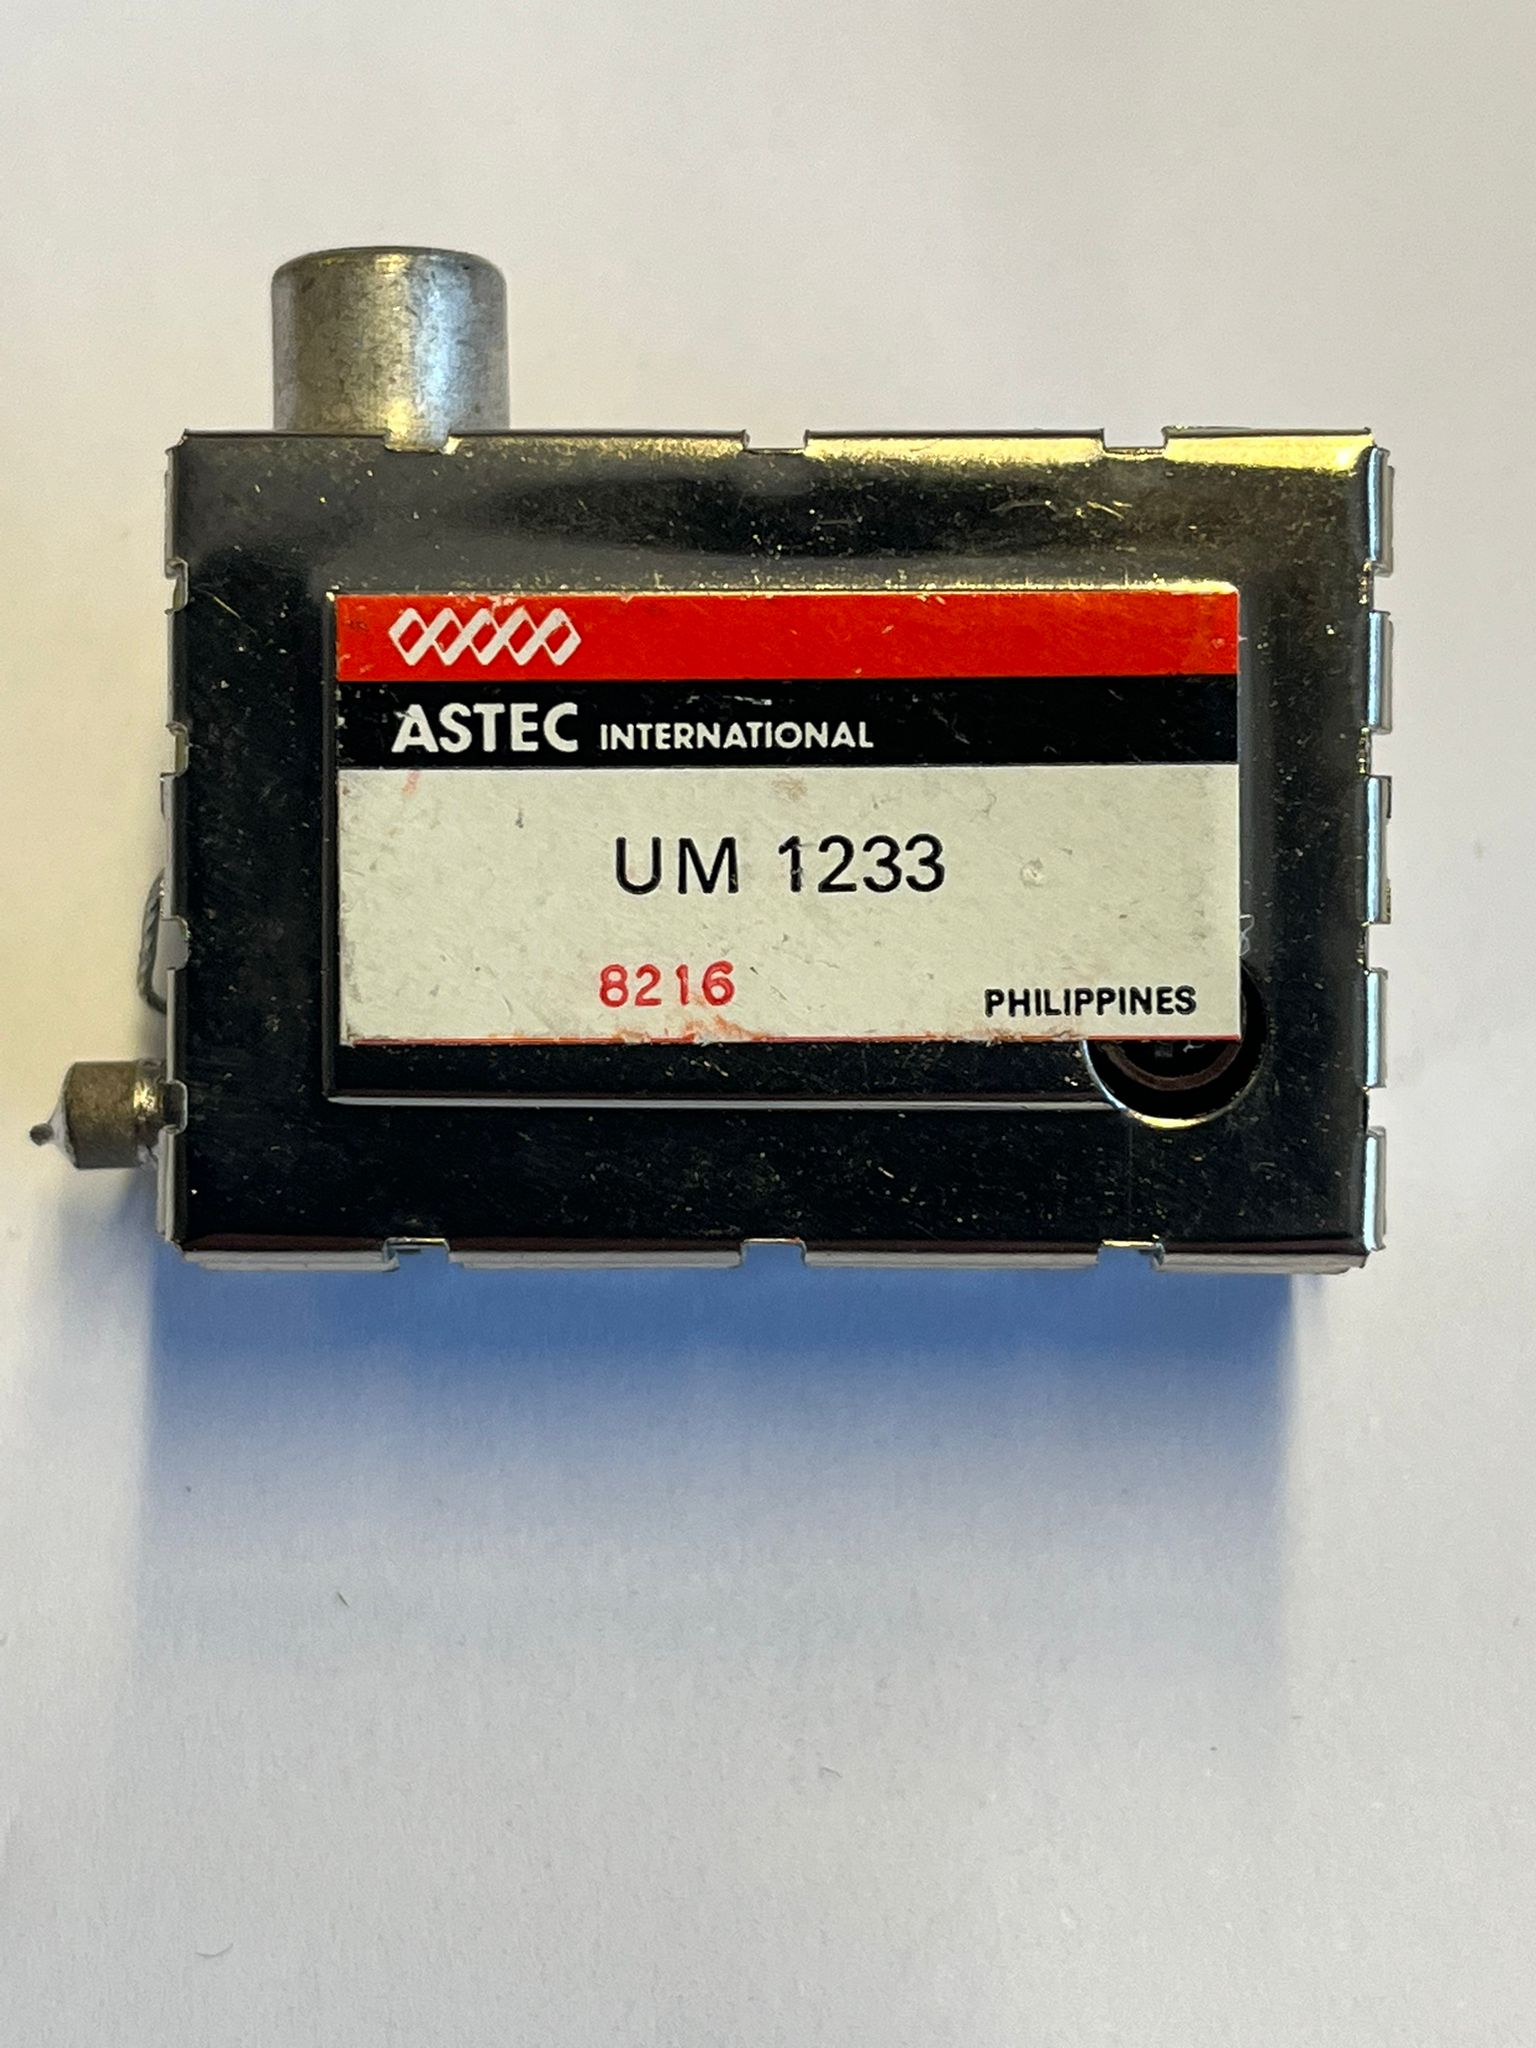 ASTEC INTERNATIONAL
UM 1233
8216
PHILIPPINES